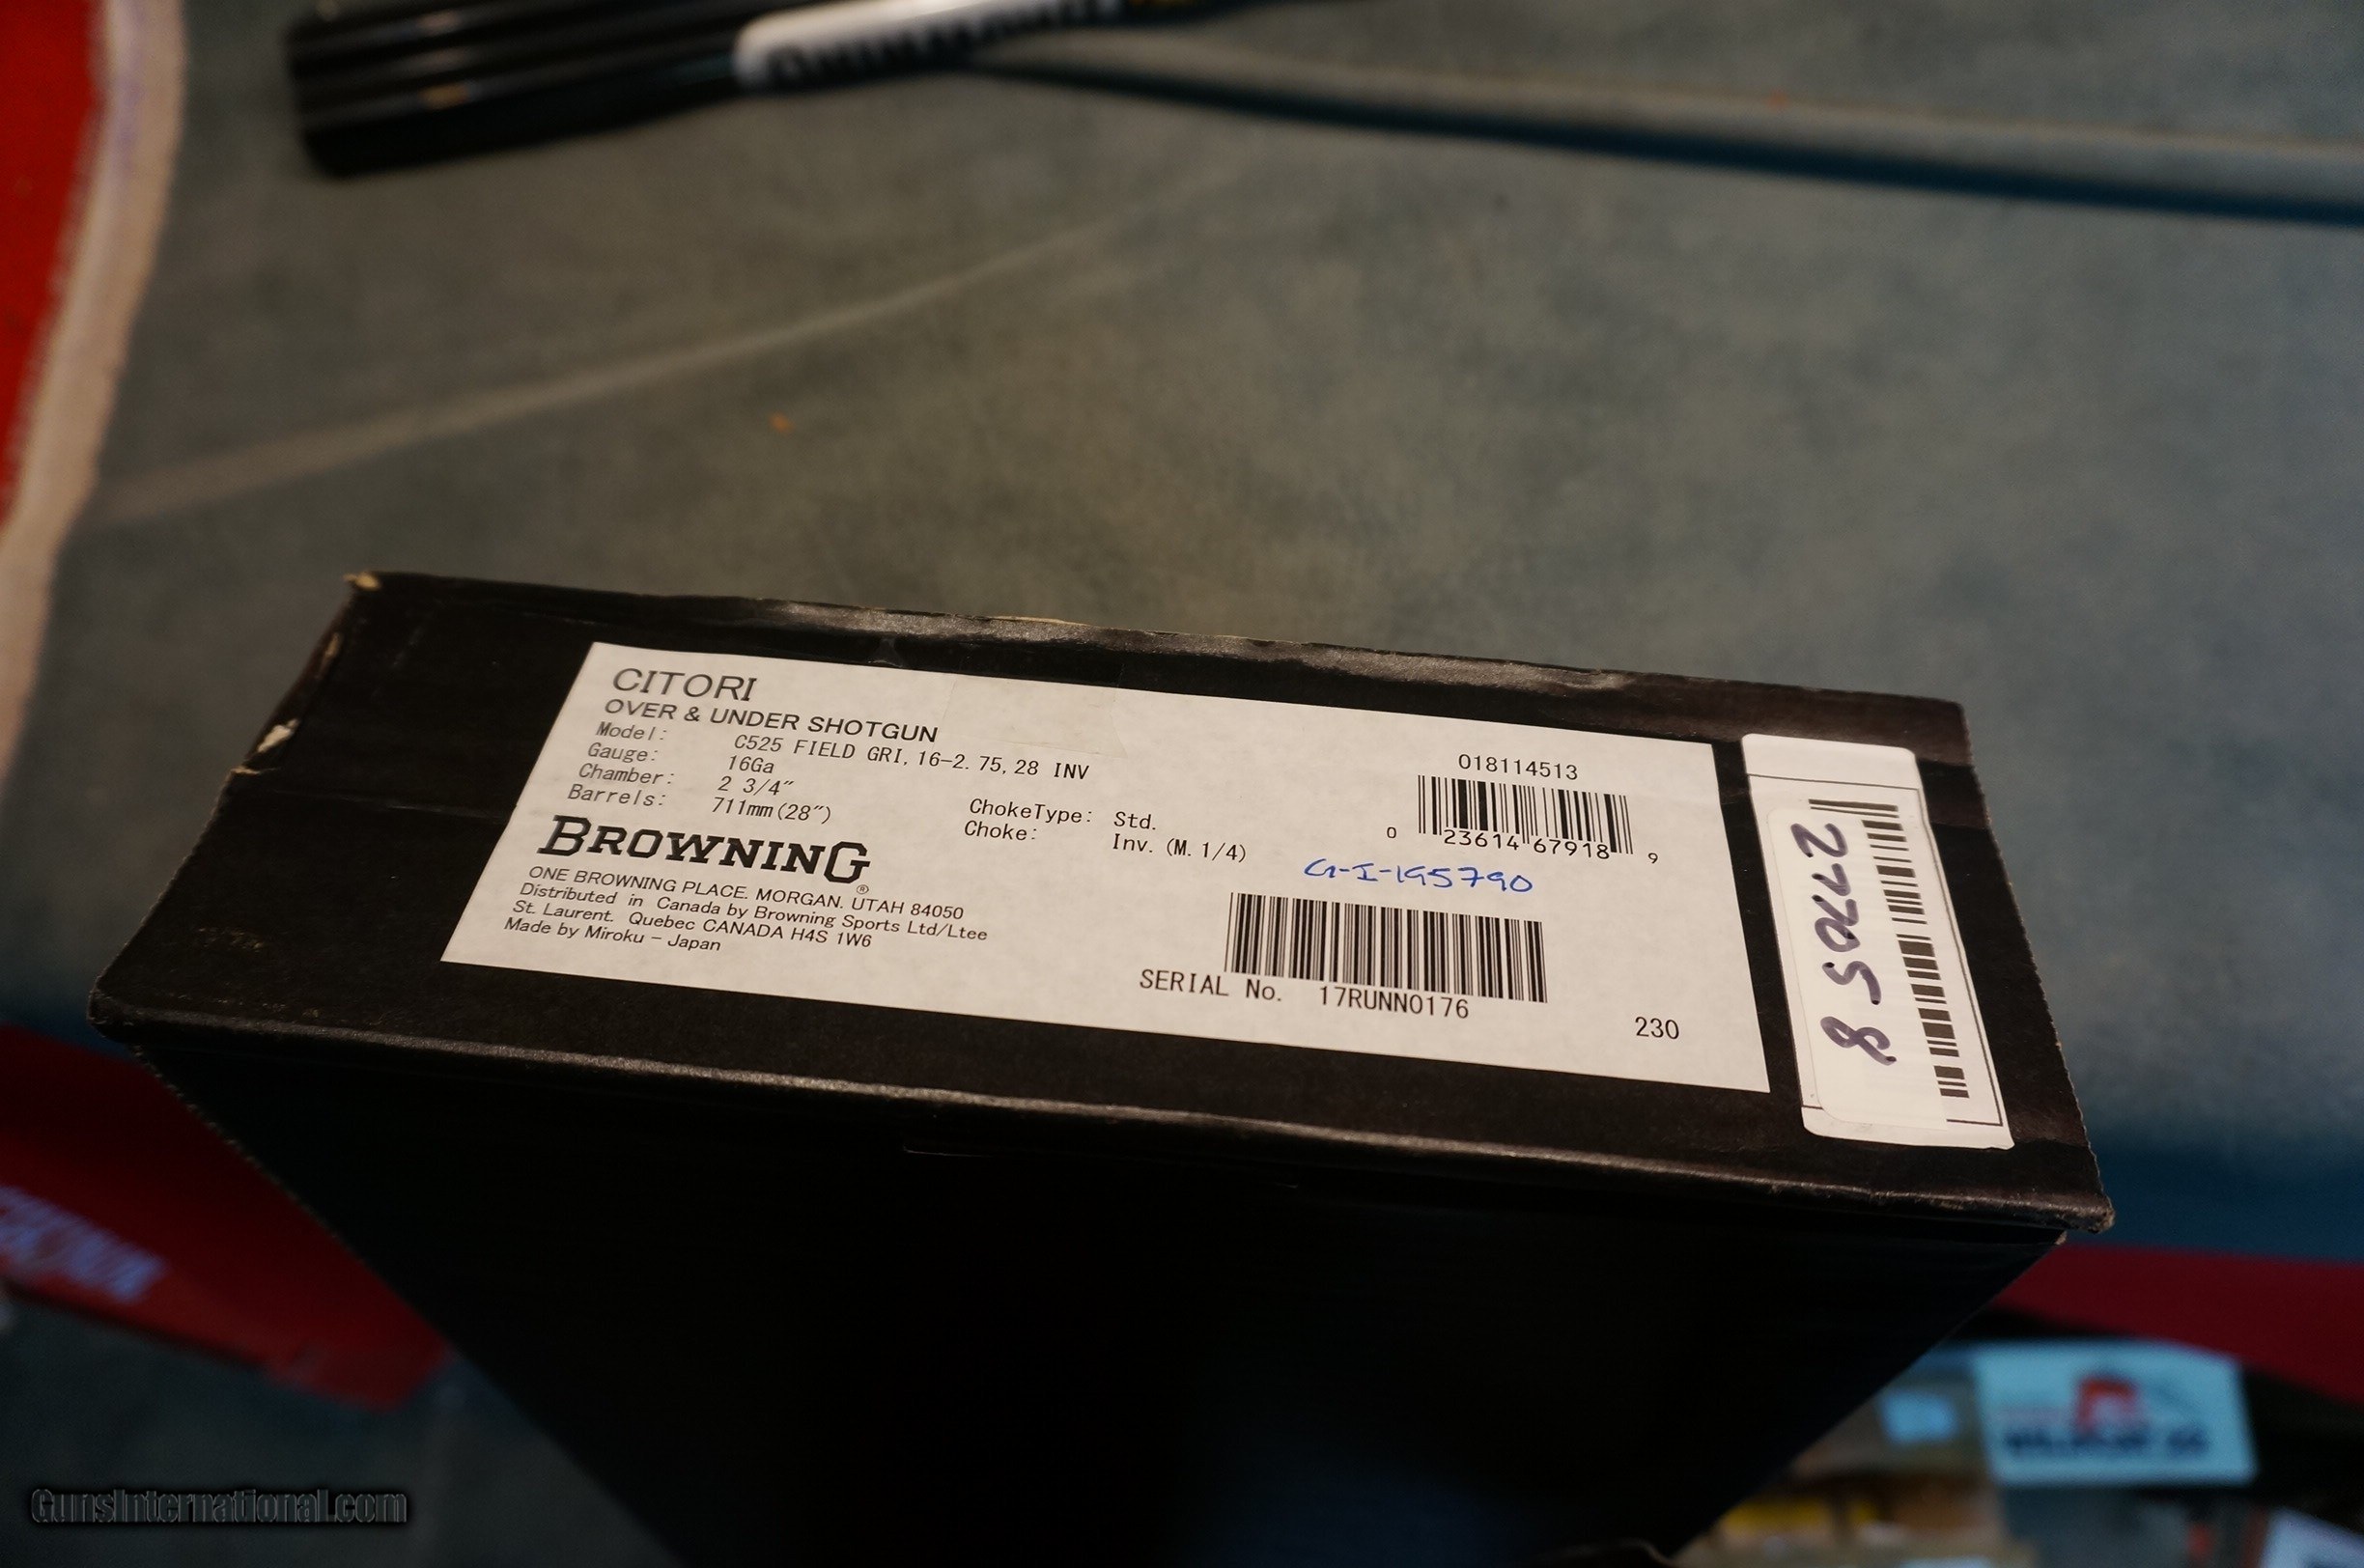 CITORI
OVER & UNDER SHOTGUN
Model: C525 FIELD GRI, 16-2. 75, 28 INV
Gauge: 16Ga
Chamber: 2 3/4"
Barrels: 711mm (28")
ChokeType: Std.
Choke: Inv. (M. 1/4)
BROWNING®
ONE BROWNING PLACE. MORGAN. UTAH 84050
Distributed in Canada by Browning Sports Ltd/Ltee
St. Laurent. Quebec CANADA H4S 1W6
Made by Miroku - Japan
018114513
0 23614 67918 9
G-I-195790
SERIAL No. 17RUNN0176
230
27705 8
GunsInternational.com